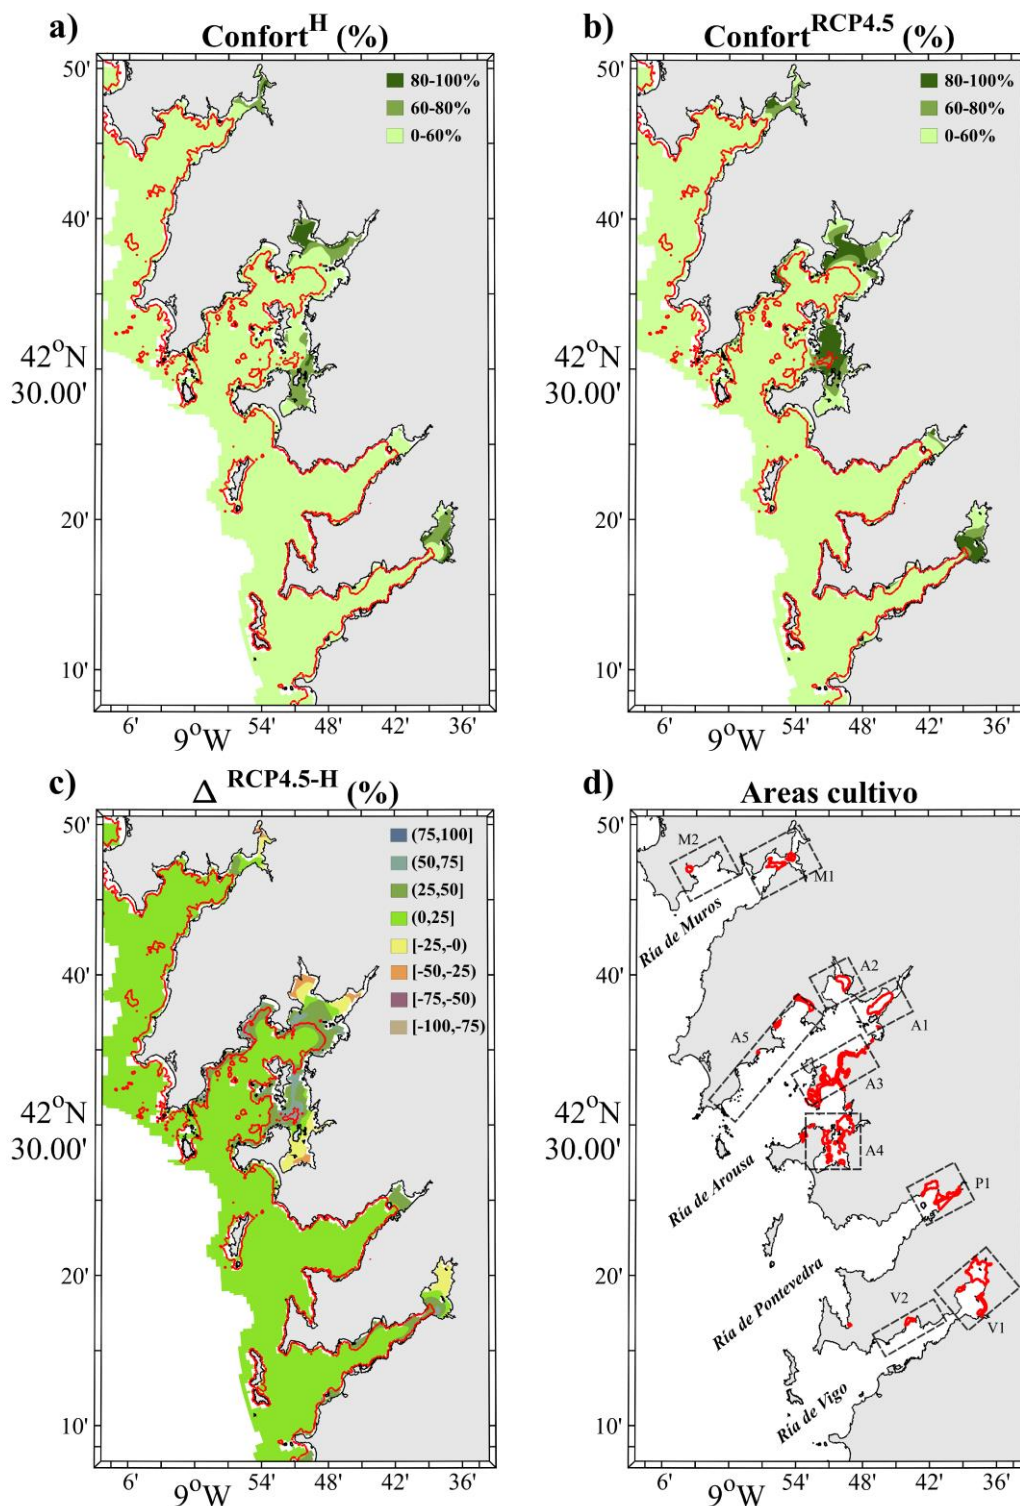 a)
Confort^H (%)
80-100%
60-80%
0-60%
50'
40'
42°N
30.00'
20'
10'
6'
9°W
54'
48'
42'
36'
b)
Confort^RCP4.5 (%)
80-100%
60-80%
0-60%
50'
40'
42°N
30.00'
20'
10'
6'
9°W
54'
48'
42'
36'
c)
Δ RCP4.5-H (%)
(75,100]
(50,75]
(25,50]
(0,25]
[-25,-0)
[-50,-25)
[-75,-50)
[-100,-75)
50'
40'
42°N
30.00'
20'
10'
6'
9°W
54'
48'
42'
36'
d)
Areas cultivo
M2
M1
Ría de Muros
A2
A1
A5
A3
A4
Ría de Arousa
P1
Ría de Pontevedra
V2
V1
Ría de Vigo
50'
40'
42°N
30.00'
20'
10'
6'
9°W
54'
48'
42'
36'